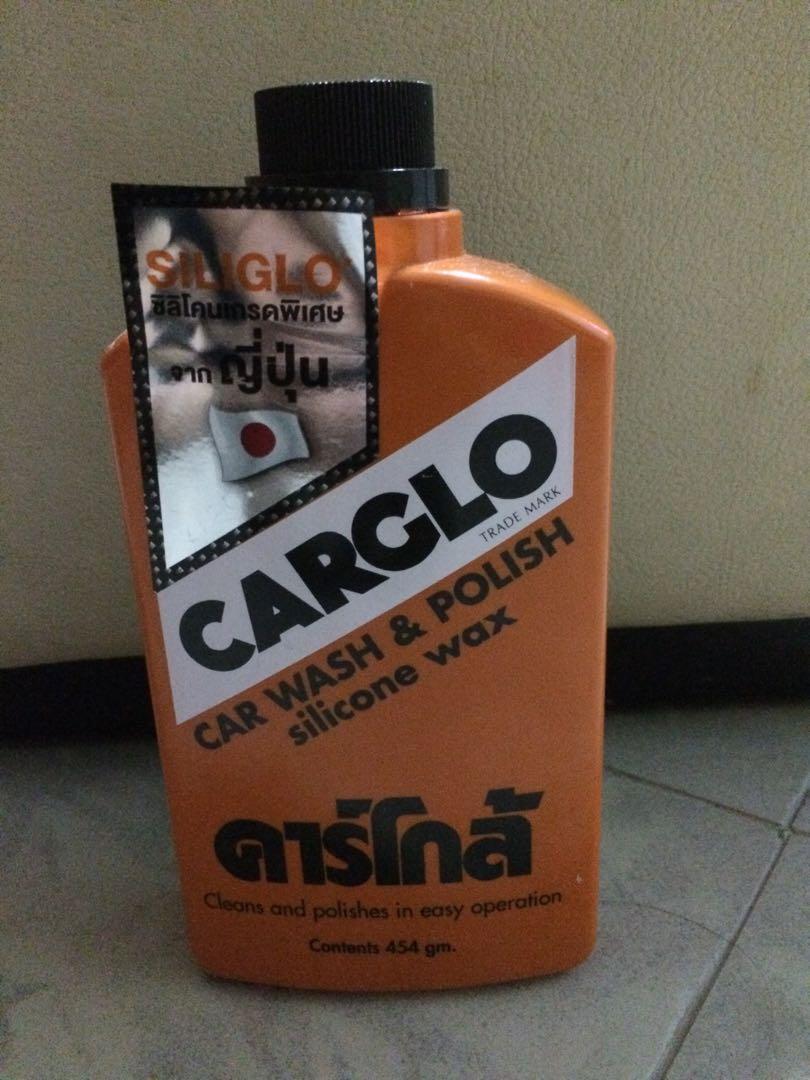 SILIGLO
ซิลิโคนเกรดพิเศษ
จาก ญี่ปุ่น
CARGLO
TRADE MARK
CAR WASH & POLISH
silicone wax
คาร์โกล้
Cleans and polishes in easy operation
Contents 454 gm.